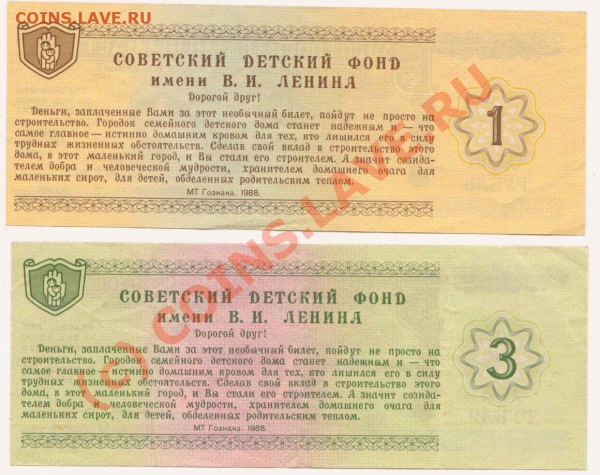 COINS.LAVE.RU
СОВЕТСКИЙ ДЕТСКИЙ ФОНД
имени В. И. ЛЕНИНА
Дорогой друг!
Деньги, заплаченные Вами за этот необычный билет, пойдут не просто на
строительство. Городок семейного детского дома станет надежным и — что
самое главное — истинно домашним кровом для тех, кто лишился его в силу
трудных жизненных обстоятельств. Сделав свой вклад в строительство этого
дома, в этот маленький город, и Вы стали его строителем. А значит созида-
телем добра и человеческой мудрости, хранителем домашнего очага для
маленьких сирот, для детей, обделенных родительским теплом.
МТ Гознака. 1988.
1
СОВЕТСКИЙ ДЕТСКИЙ ФОНД
имени В. И. ЛЕНИНА
Дорогой друг!
Деньги, заплаченные Вами за этот необычный билет, пойдут не просто на
строительство. Городок семейного детского дома станет надежным и — что
самое главное — истинно домашним кровом для тех, кто лишился его в силу
трудных жизненных обстоятельств. Сделав свой вклад в строительство этого
дома, в этот маленький город, и Вы стали его строителем. А значит созида-
телем добра и человеческой мудрости, хранителем домашнего очага для
маленьких сирот, для детей, обделенных родительским теплом.
МТ Гознака. 1988.
3
(c) COINS.LAVE.RU
COINS.LAVE.RU